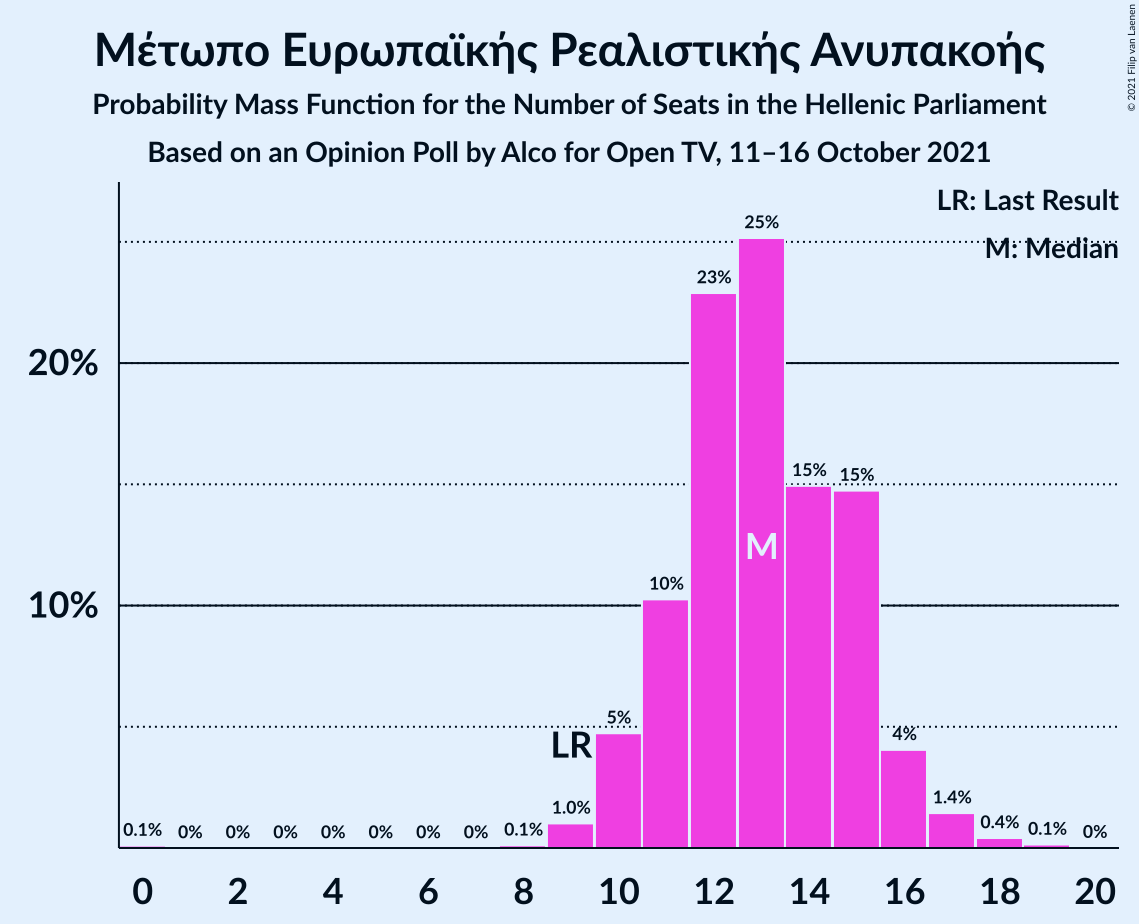 Μέτωπο Ευρωπαϊκής Ρεαλιστικής Ανυπακοής
Probability Mass Function for the Number of Seats in the Hellenic Parliament
Based on an Opinion Poll by Alco for Open TV, 11–16 October 2021
© 2021 Filip van Laenen
LR: Last Result
M: Median
25%
23%
20%
15% 15%
M
10%
10%
5%
LR
4%
1.0%
1.4%
0.1% 0% 0% 0% 0% 0% 0% 0% 0.1% 0.4% 0.1% 0%
0 2 4 6 8 10 12 14 16 18 20